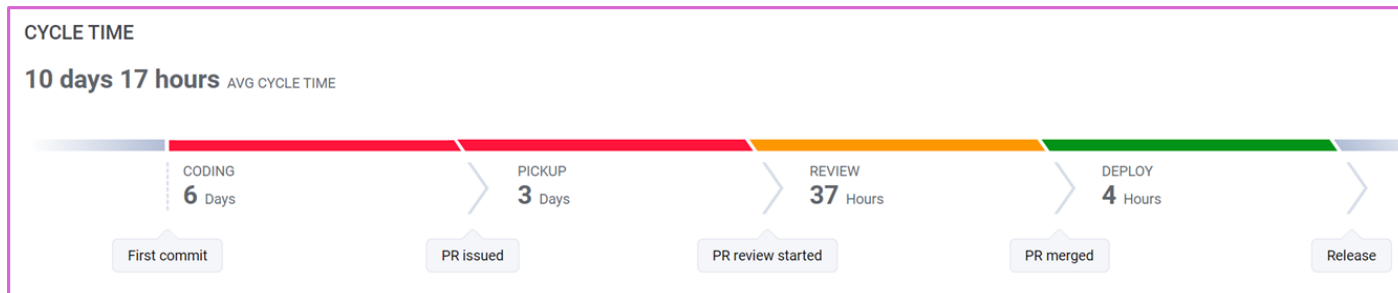 CYCLE TIME
10 days 17 hours AVG CYCLE TIME
CODING
6 Days
PICKUP
3 Days
REVIEW
37 Hours
DEPLOY
4 Hours
First commit
PR issued
PR review started
PR merged
Release